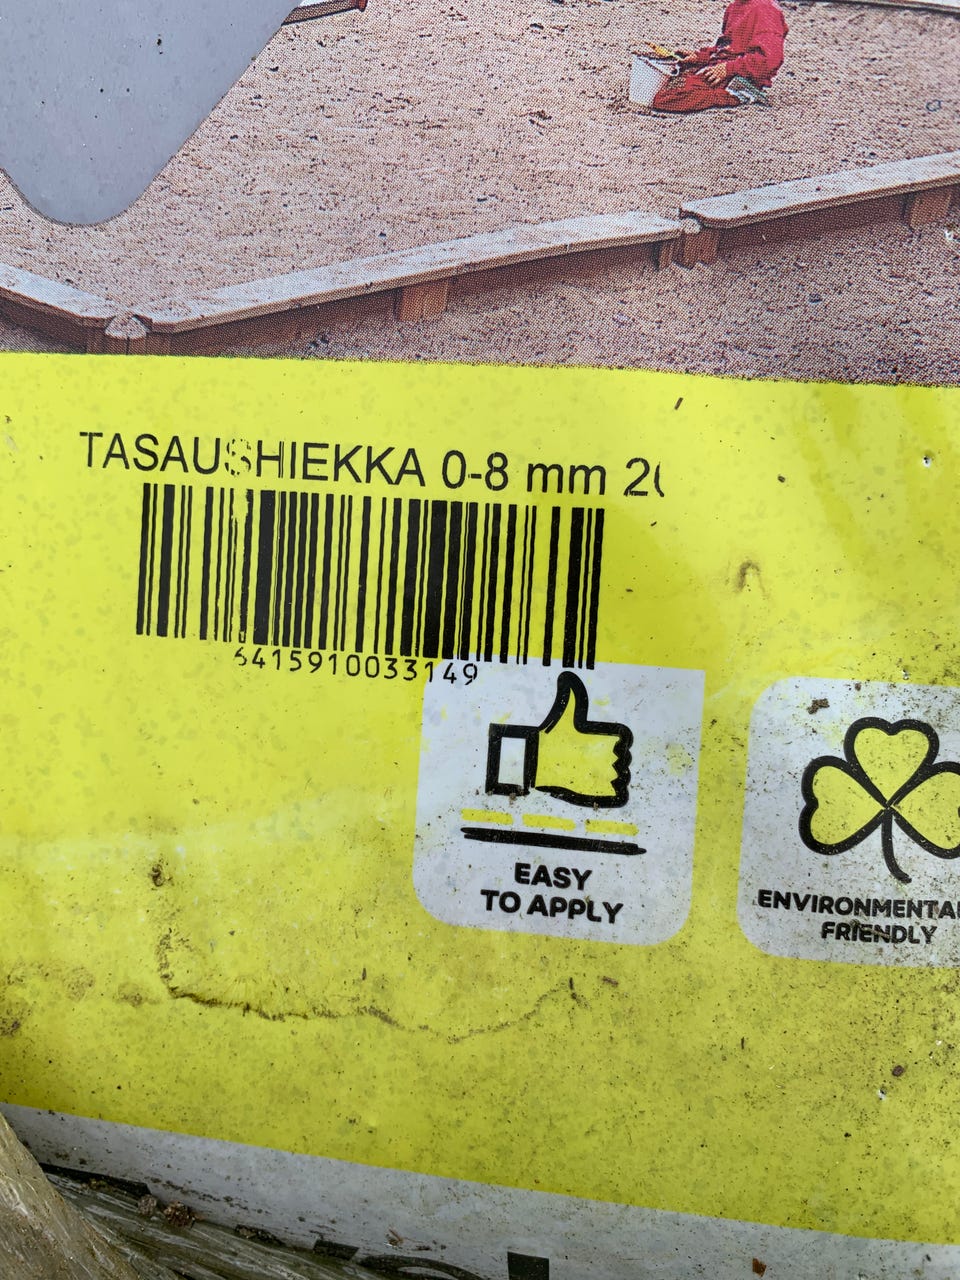 TASAUSHIEKKA 0-8 mm
6415910033149
EASY
TO APPLY
FRIENDLY